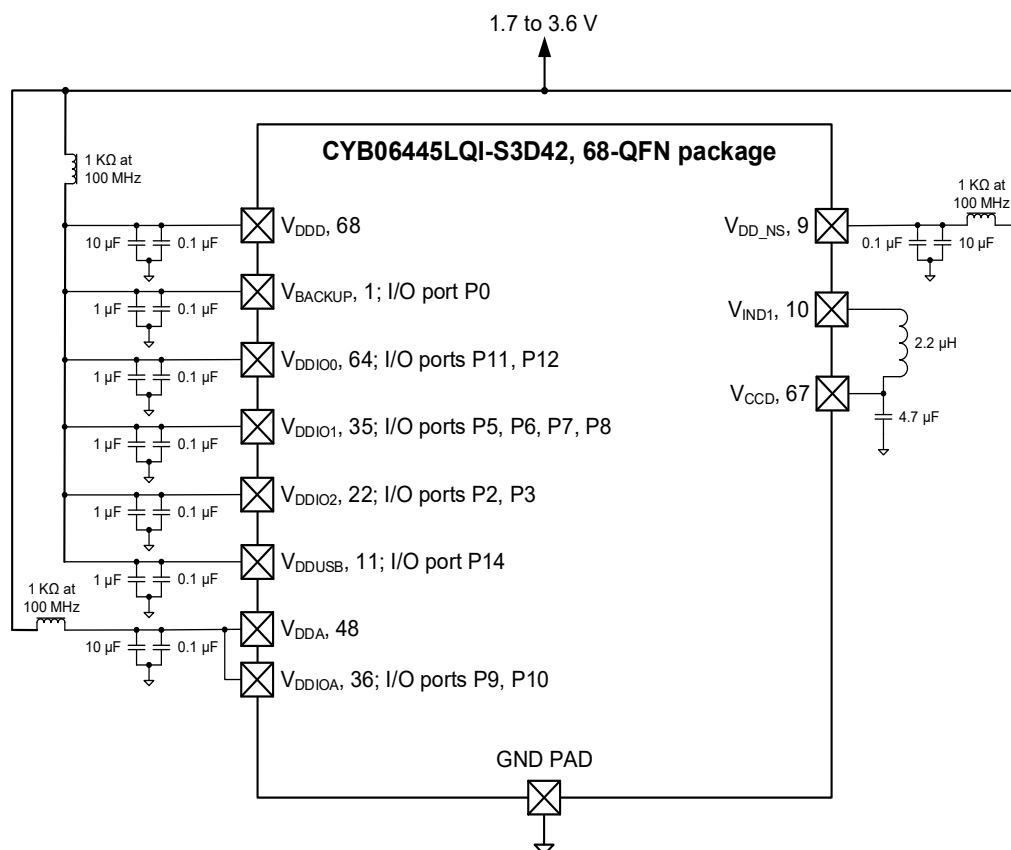 1.7 to 3.6 V
CYB06445LQI-S3D42, 68-QFN package
1 KΩ at
100 MHz
1 KΩ at
100 MHz
VDDD, 68
10 µF
0.1 µF
VDD_NS, 9
0.1 µF
10 µF
VBACKUP, 1; I/O port P0
1 µF
0.1 µF
VIND1, 10
2.2 µH
VDDIO0, 64; I/O ports P11, P12
1 µF
0.1 µF
VCCD, 67
4.7 µF
VDDIO1, 35; I/O ports P5, P6, P7, P8
1 µF
0.1 µF
VDDIO2, 22; I/O ports P2, P3
1 µF
0.1 µF
VDDUSB, 11; I/O port P14
1 µF
0.1 µF
1 KΩ at
100 MHz
VDDA, 48
10 µF
0.1 µF
VDDIOA, 36; I/O ports P9, P10
GND PAD